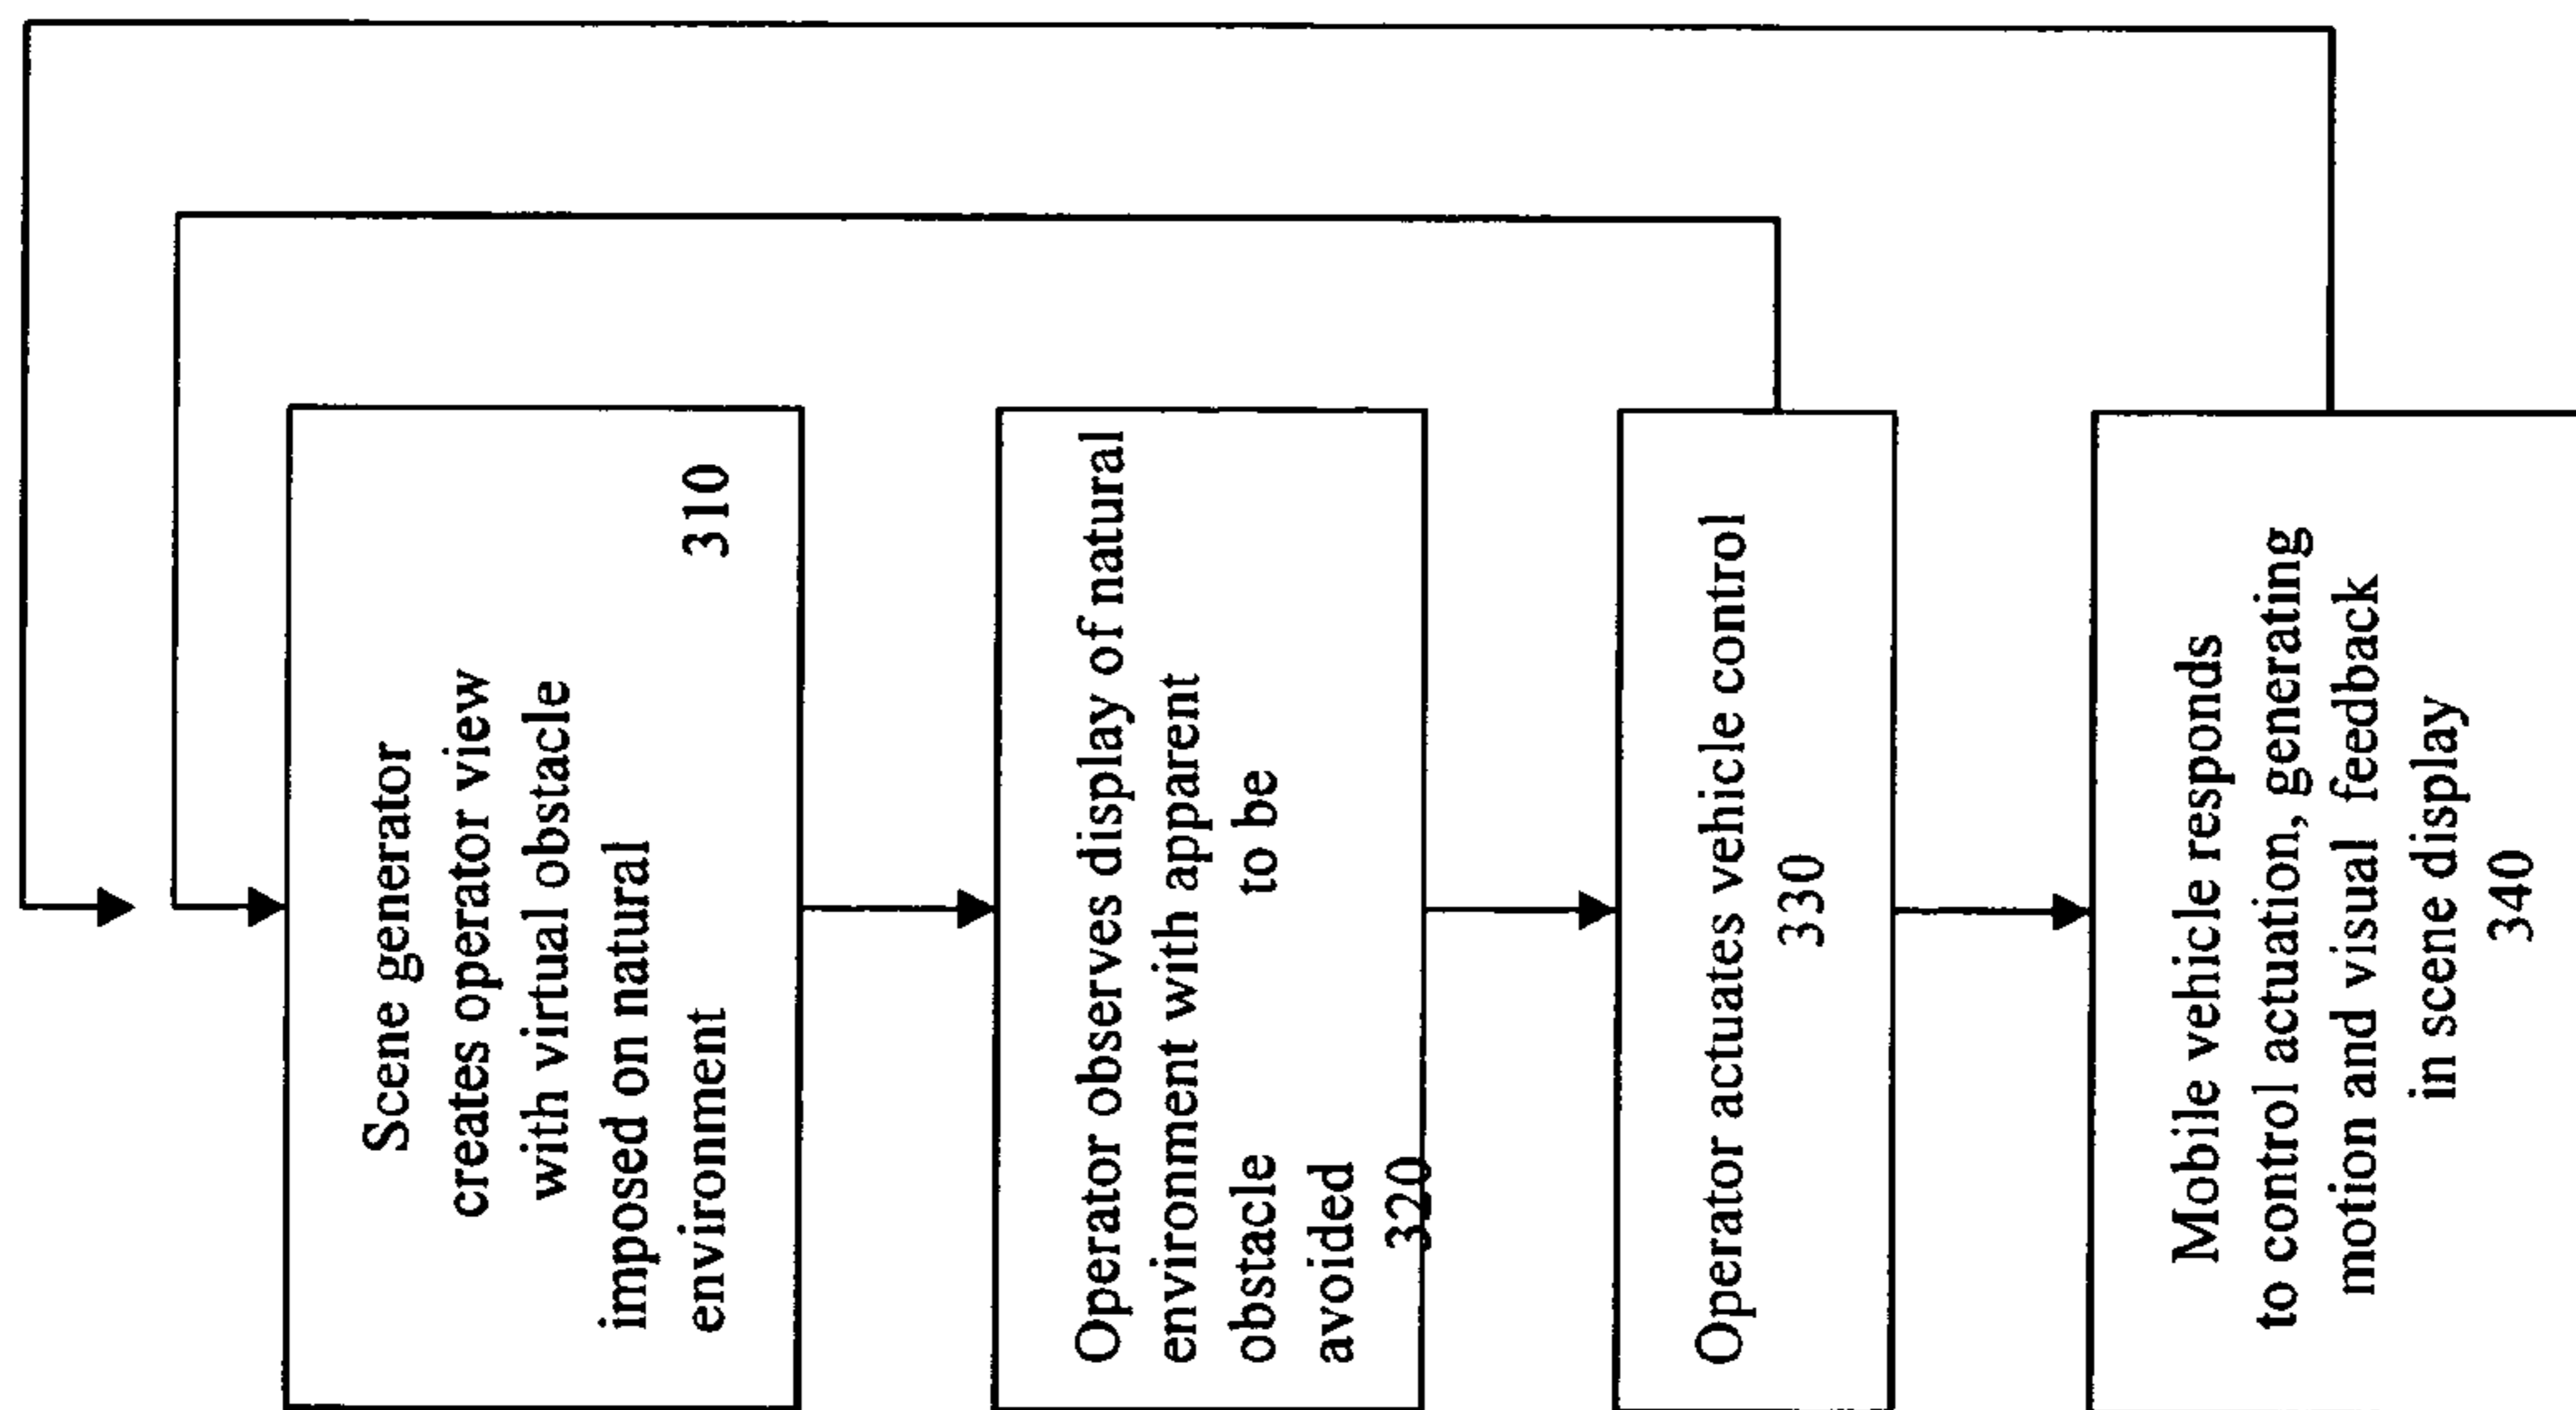 Scene generator
creates operator view
with virtual obstacle
imposed on natural
environment 310
Operator observes display of natural
environment with apparent
obstacle to be
avoided
320
Operator actuates vehicle control
330
Mobile vehicle responds
to control actuation, generating
motion and visual feedback
in scene display
340